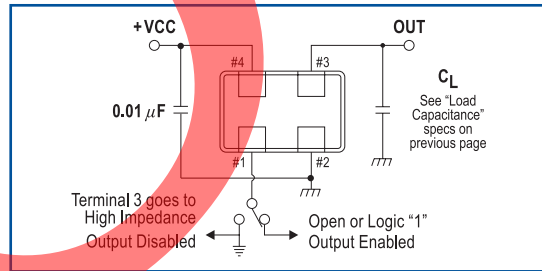 +VCC
OUT
#4
#3
0.01 μF
CL
See "Load
Capacitance"
specs on
previous page
#1
#2
Terminal 3 goes to
High Impedance
Output Disabled
Open or Logic "1"
Output Enabled